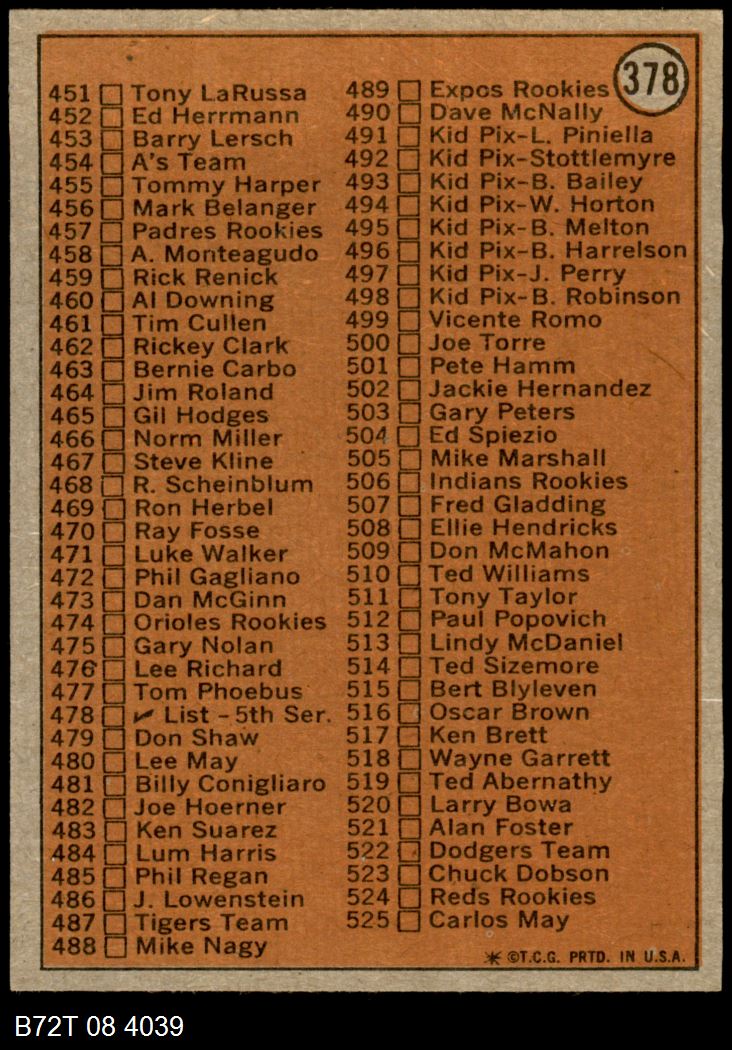 378
451 Tony LaRussa
452 Ed Herrmann
453 Barry Lersch
454 A's Team
455 Tommy Harper
456 Mark Belanger
457 Padres Rookies
458 A. Monteagudo
459 Rick Renick
460 Al Downing
461 Tim Cullen
462 Rickey Clark
463 Bernie Carbo
464 Jim Roland
465 Gil Hodges
466 Norm Miller
467 Steve Kline
468 R. Scheinblum
469 Ron Herbel
470 Ray Fosse
471 Luke Walker
472 Phil Gagliano
473 Dan McGinn
474 Orioles Rookies
475 Gary Nolan
476 Lee Richard
477 Tom Phoebus
478 ✓ List – 5th Ser.
479 Don Shaw
480 Lee May
481 Billy Conigliaro
482 Joe Hoerner
483 Ken Suarez
484 Lum Harris
485 Phil Regan
486 J. Lowenstein
487 Tigers Team
488 Mike Nagy
489 Expos Rookies
490 Dave McNally
491 Kid Pix-L. Piniella
492 Kid Pix-Stottlemyre
493 Kid Pix-B. Bailey
494 Kid Pix-W. Horton
495 Kid Pix-B. Melton
496 Kid Pix-B. Harrelson
497 Kid Pix-J. Perry
498 Kid Pix-B. Robinson
499 Vicente Romo
500 Joe Torre
501 Pete Hamm
502 Jackie Hernandez
503 Gary Peters
504 Ed Spiezio
505 Mike Marshall
506 Indians Rookies
507 Fred Gladding
508 Ellie Hendricks
509 Don McMahon
510 Ted Williams
511 Tony Taylor
512 Paul Popovich
513 Lindy McDaniel
514 Ted Sizemore
515 Bert Blyleven
516 Oscar Brown
517 Ken Brett
518 Wayne Garrett
519 Ted Abernathy
520 Larry Bowa
521 Alan Foster
522 Dodgers Team
523 Chuck Dobson
524 Reds Rookies
525 Carlos May
* ©T.C.G. PRTD. IN U.S.A.
B72T 08 4039